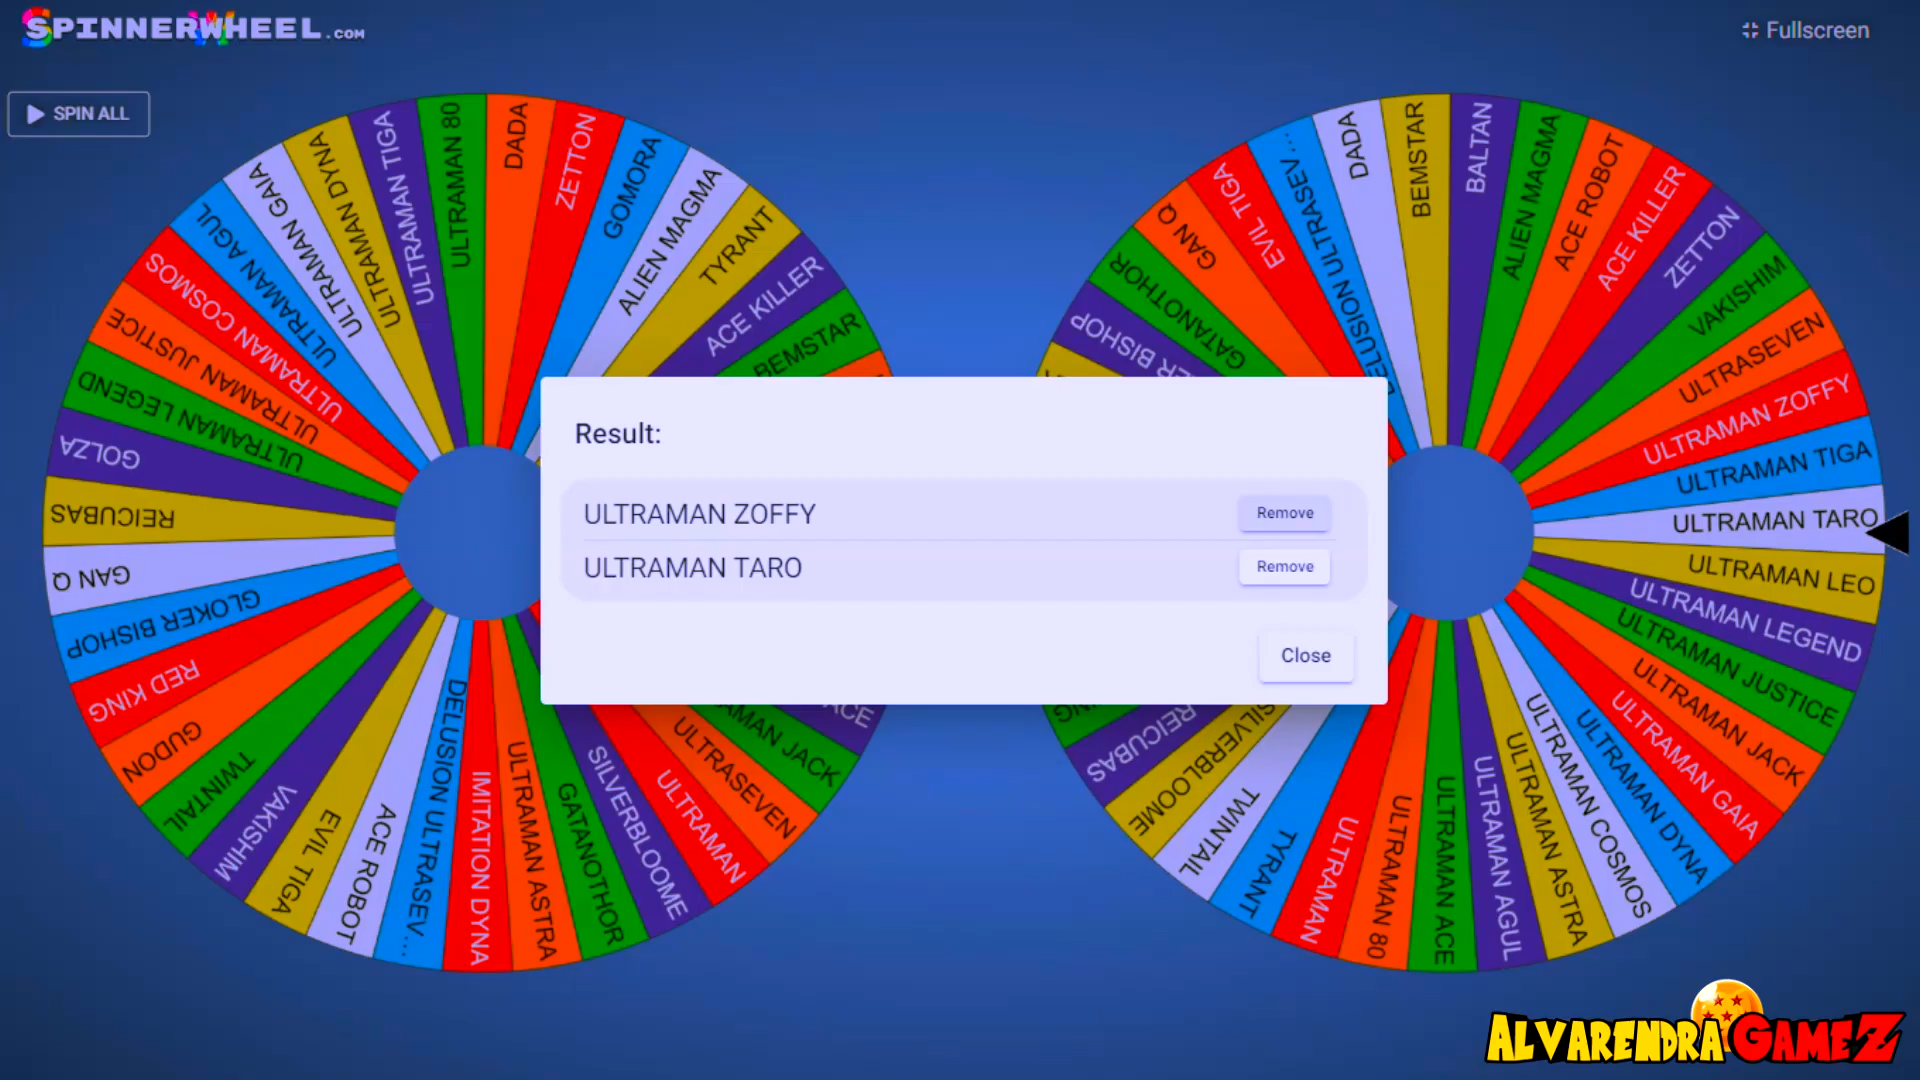 SPINNERWHEEL.COM
Fullscreen
SPIN ALL
GOLZA
ULTRAMAN LEGEND
ULTRAMAN JUSTICE
ULTRAMAN COSMOS
ULTRAMAN AGUL
ULTRAMAN GAIA
ULTRAMAN DYNA
ULTRAMAN TIGA
ULTRAMAN 80
DADA
ZETTON
GOMORA
ALIEN MAGMA
TYRANT
ACE KILLER
BEMSTAR
ACE
ULTRAMAN JACK
ULTRASEVEN
ULTRAMAN
SILVERBLOOME
GATANOTHOR
ULTRAMAN ASTRA
IMITATION DYNA
DELUSION ULTRASEV...
ACE ROBOT
EVIL TIGA
VAKISHIM
TWINTAIL
GUDON
RED KING
GLOKER BISHOP
GAN Q
REICUBAS
Result:
ULTRAMAN ZOFFY
Remove
ULTRAMAN TARO
Remove
Close
ER BISHOP
GATANOTHOR
GAN Q
EVIL TIGA
DELUSION ULTRASEV...
DADA
BEMSTAR
BALTAN
ALIEN MAGMA
ACE ROBOT
ACE KILLER
ZETTON
VAKISHIM
ULTRASEVEN
ULTRAMAN ZOFFY
ULTRAMAN TIGA
ULTRAMAN TARO
ULTRAMAN LEO
ULTRAMAN LEGEND
ULTRAMAN JUSTICE
ULTRAMAN JACK
ULTRAMAN GAIA
ULTRAMAN DYNA
ULTRAMAN COSMOS
ULTRAMAN ASTRA
ULTRAMAN AGUL
ULTRAMAN ACE
ULTRAMAN 80
ULTRAMAN
TYRANT
TWINTAIL
SILVERBLOOME
REICUBAS
ALVARENDRA GAMEZ